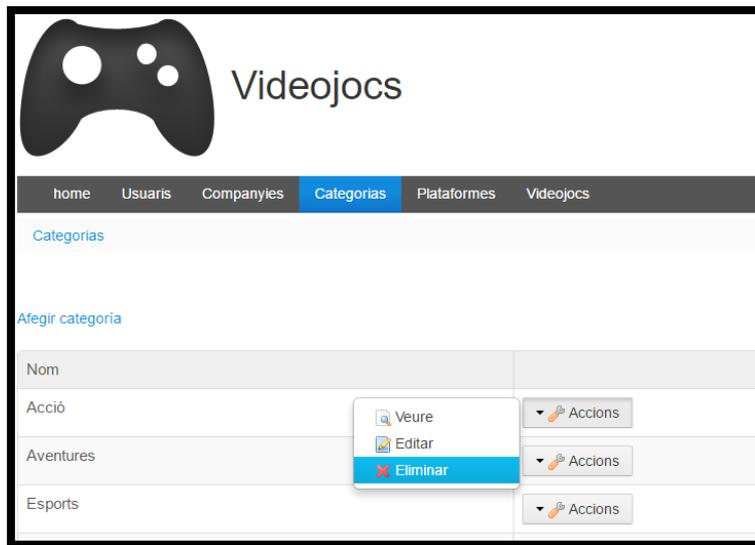 Videojocs
home Usuaris Companyies Categorias Plataformes Videojocs
Categorias
Afegir categoría
Nom
Acció
Veure
Accions
Editar
Aventures
Eliminar
Accions
Esports
Accions